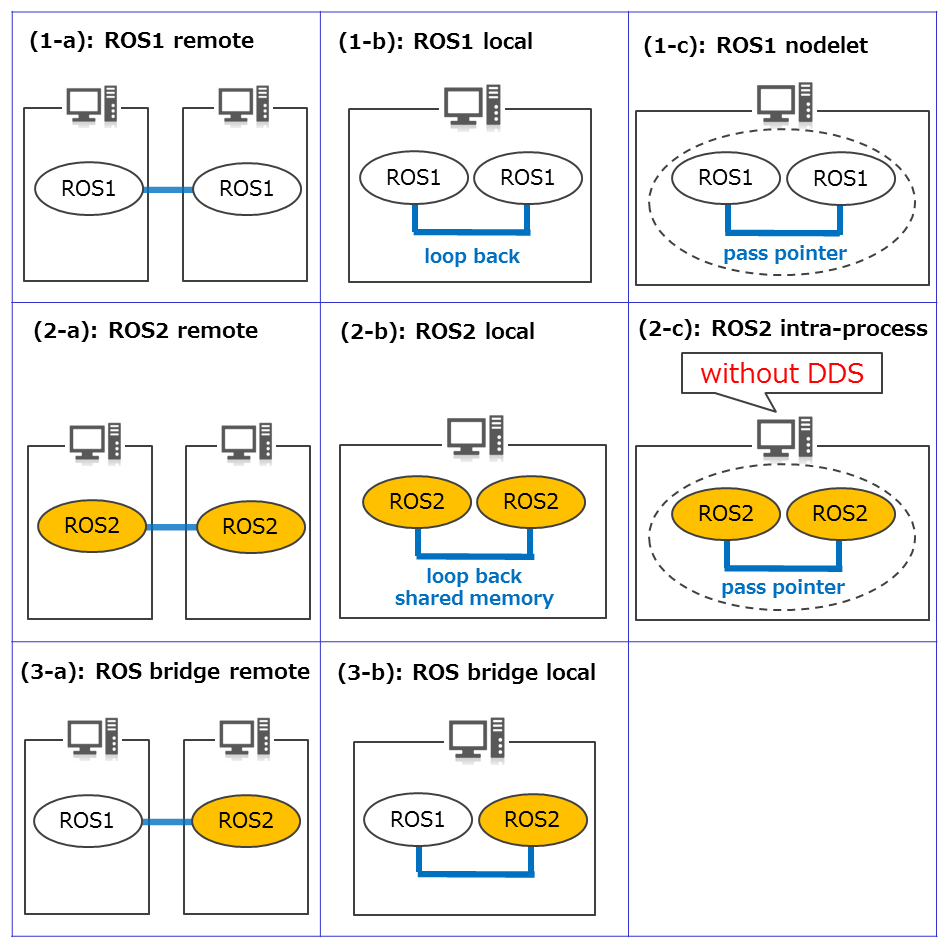 (1-a): ROS1 remote
ROS1
ROS1
(1-b): ROS1 local
ROS1
ROS1
loop back
(1-c): ROS1 nodelet
ROS1
ROS1
pass pointer
(2-a): ROS2 remote
ROS2
ROS2
(2-b): ROS2 local
ROS2
ROS2
loop back
shared memory
(2-c): ROS2 intra-process
without DDS
ROS2
ROS2
pass pointer
(3-a): ROS bridge remote
ROS1
ROS2
(3-b): ROS bridge local
ROS1
ROS2